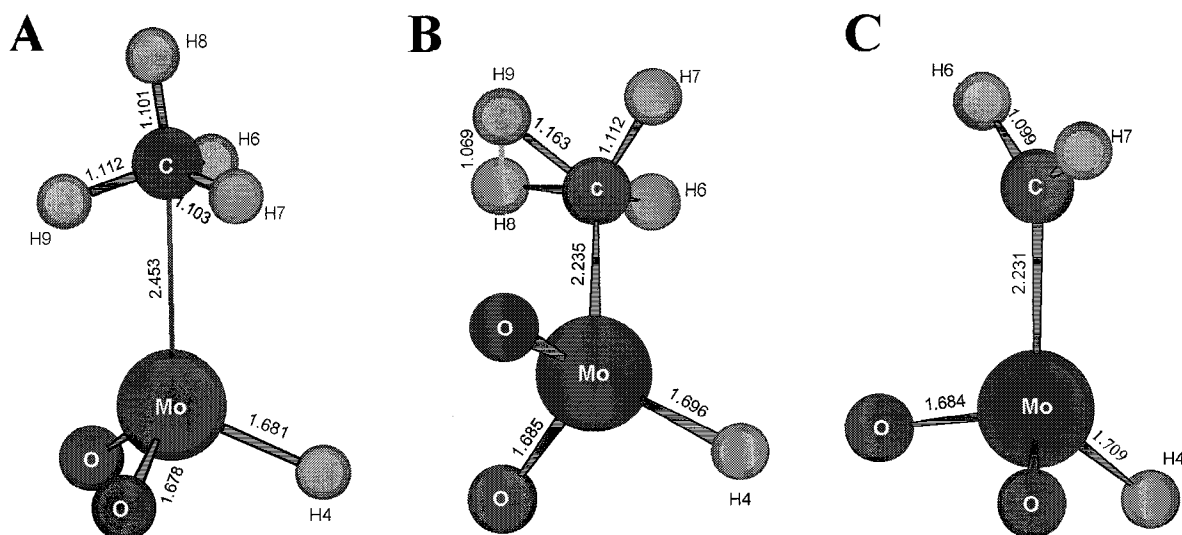 A
H8
1.101
H6
C
1.112
H7
1.103
H9
2.453
Mo
1.681
O
1.678
O
H4
B
H9
H7
1.163
1.112
1.069
C
H6
H8
2.235
O
Mo
1.696
1.685
O
H4
C
H6
1.099
H7
C
2.231
1.684
Mo
O
1.709
H4
O